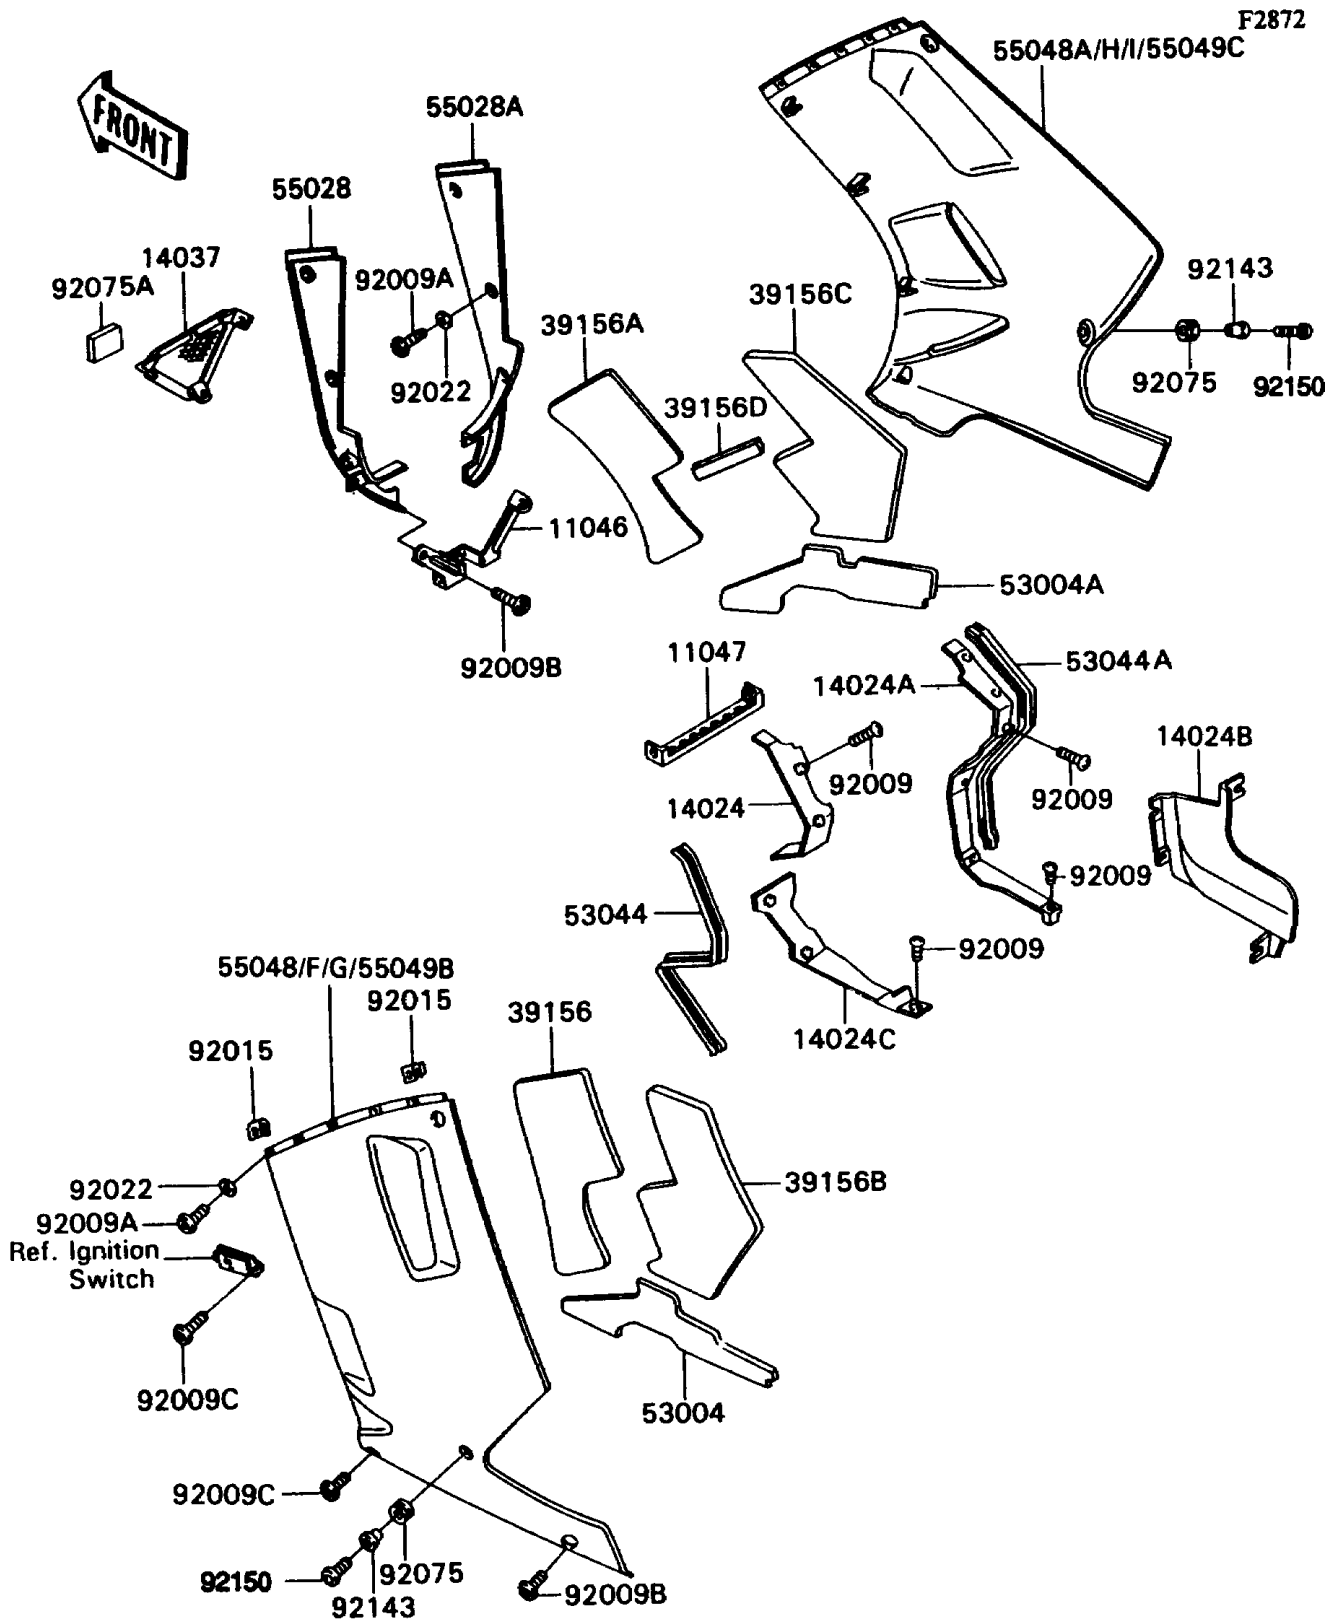 F2872
55048A/H/I/55049C
FRONT
55028A
55028
14037
92075A
92009A
39156A
39156C
92143
92022
39156D
92075
92150
11046
53004A
92009B
11047
53044A
14024A
14024B
92009
92009
14024
92009
53044
92009
55048/F/G/55049B
92015
39156
14024C
92015
92022
39156B
92009A
Ref. Ignition
Switch
92009C
53004
92009C
92150
92075
92009B
92143